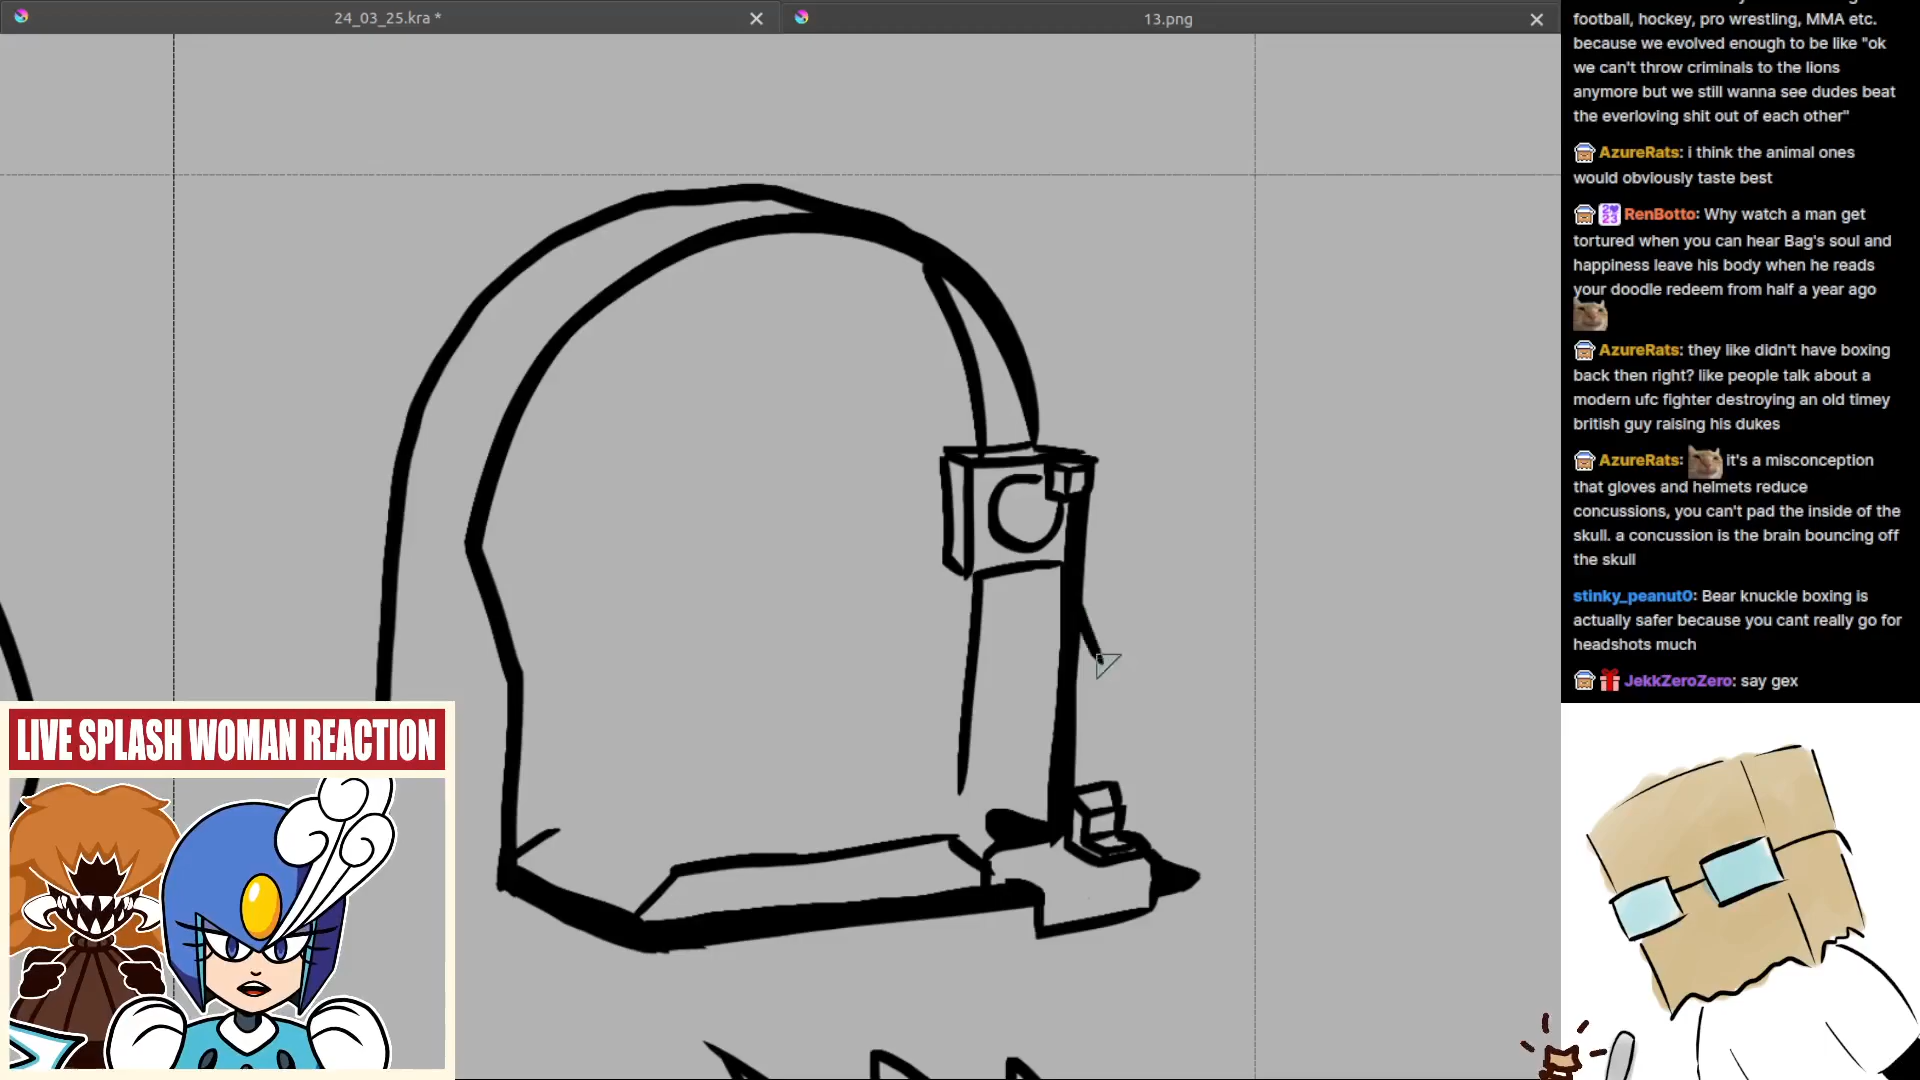 24_03_25.kra *
13.png
football, hockey, pro wrestling, MMA etc.
because we evolved enough to be like "ok
we can't throw criminals to the lions
anymore but we still wanna see dudes beat
the everloving shit out of each other"
AzureRats: i think the animal ones
would obviously taste best
RenBotto: Why watch a man get
tortured when you can hear Bag's soul and
happiness leave his body when he reads
your doodle redeem from half a year ago
AzureRats: they like didn't have boxing
back then right? like people talk about a
modern ufc fighter destroying an old timey
british guy raising his dukes
AzureRats: it's a misconception
that gloves and helmets reduce
concussions, you can't pad the inside of the
skull. a concussion is the brain bouncing off
the skull
stinky_peanut0: Bear knuckle boxing is
actually safer because you cant really go for
headshots much
JekkZeroZero: say gex
LIVE SPLASH WOMAN REACTION